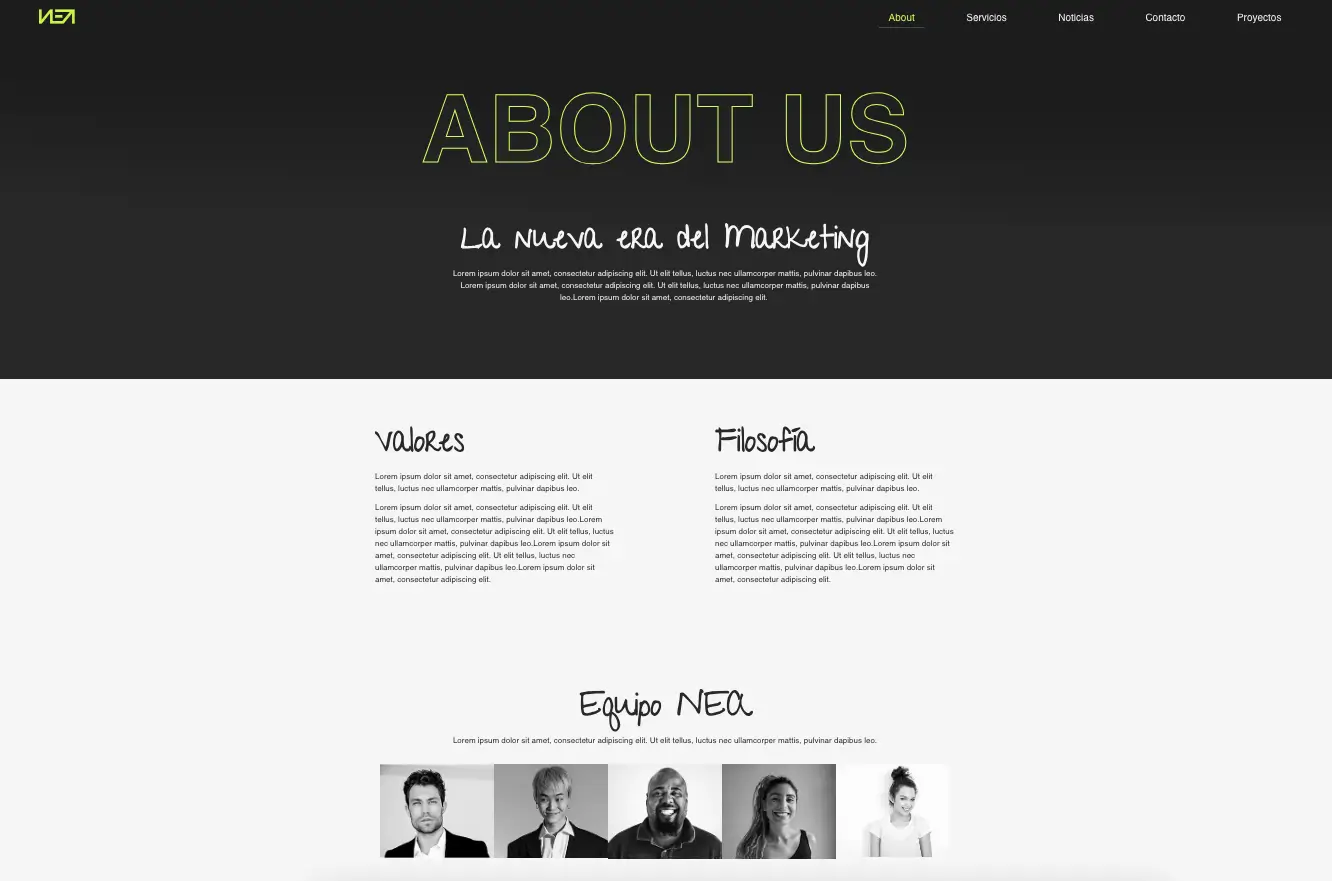 NEA
About
Servicios
Noticias
Contacto
Proyectos
ABOUT US
La nueva era del Marketing
Lorem ipsum dolor sit amet, consectetur adipiscing elit. Ut elit tellus, luctus nec ullamcorper mattis, pulvinar dapibus leo.
Lorem ipsum dolor sit amet, consectetur adipiscing elit. Ut elit tellus, luctus nec ullamcorper mattis, pulvinar dapibus
leo.Lorem ipsum dolor sit amet, consectetur adipiscing elit.
Valores
Lorem ipsum dolor sit amet, consectetur adipiscing elit. Ut elit
tellus, luctus nec ullamcorper mattis, pulvinar dapibus leo.
Lorem ipsum dolor sit amet, consectetur adipiscing elit. Ut elit
tellus, luctus nec ullamcorper mattis, pulvinar dapibus leo.Lorem
ipsum dolor sit amet, consectetur adipiscing elit. Ut elit tellus, luctus
nec ullamcorper mattis, pulvinar dapibus leo.Lorem ipsum dolor sit
amet, consectetur adipiscing elit. Ut elit tellus, luctus nec
ullamcorper mattis, pulvinar dapibus leo.Lorem ipsum dolor sit
amet, consectetur adipiscing elit.
Filosofía
Lorem ipsum dolor sit amet, consectetur adipiscing elit. Ut elit
tellus, luctus nec ullamcorper mattis, pulvinar dapibus leo.
Lorem ipsum dolor sit amet, consectetur adipiscing elit. Ut elit
tellus, luctus nec ullamcorper mattis, pulvinar dapibus leo.Lorem
ipsum dolor sit amet, consectetur adipiscing elit. Ut elit tellus, luctus
nec ullamcorper mattis, pulvinar dapibus leo.Lorem ipsum dolor sit
amet, consectetur adipiscing elit. Ut elit tellus, luctus nec
ullamcorper mattis, pulvinar dapibus leo.Lorem ipsum dolor sit
amet, consectetur adipiscing elit.
Equipo NEA
Lorem ipsum dolor sit amet, consectetur adipiscing elit. Ut elit tellus, luctus nec ullamcorper mattis, pulvinar dapibus leo.